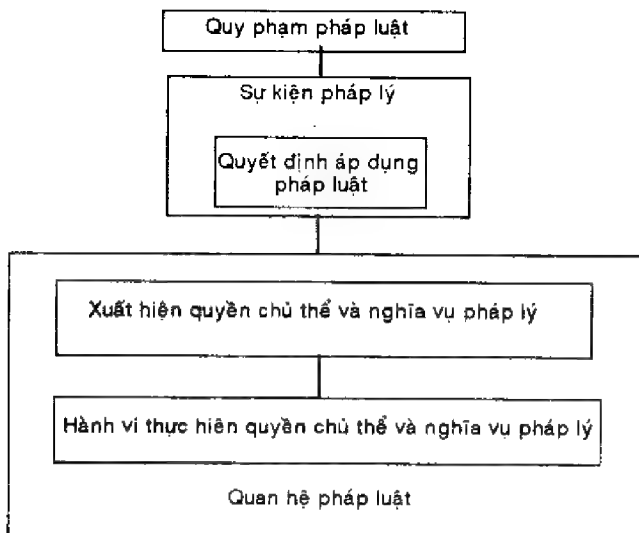 Quy phạm pháp luật
Sự kiện pháp lý
Quyết định áp dụng
pháp luật
Xuất hiện quyền chủ thể và nghĩa vụ pháp lý
Hành vi thực hiên quyền chủ thể và nghĩa vụ pháp lý
Quan hệ pháp luật